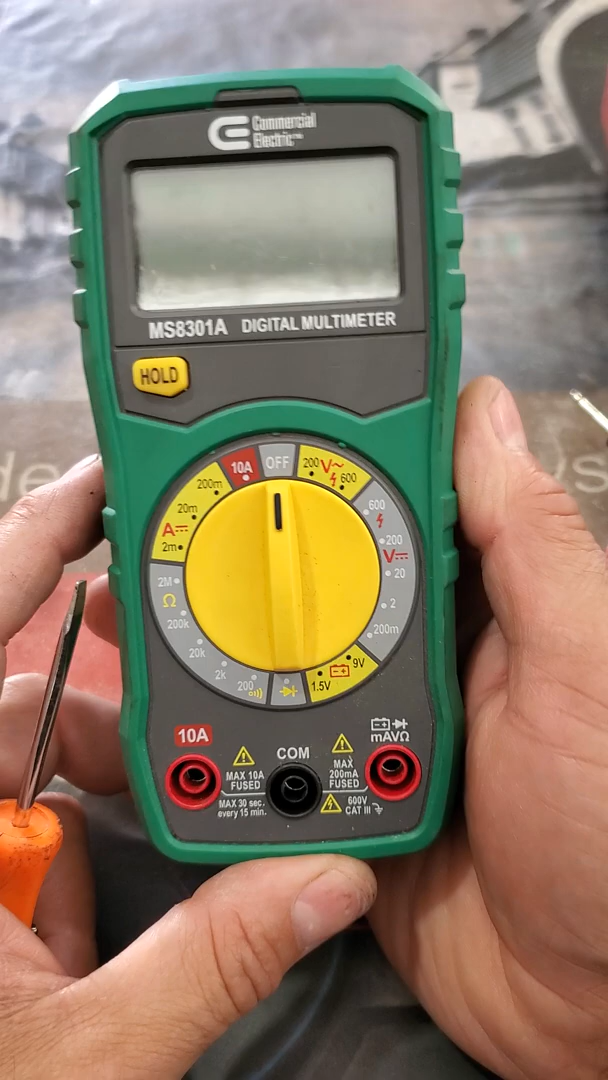 Commercial
Electric™
MS8301A DIGITAL MULTIMETER
HOLD
OFF
10A
200 V~ 600
200m
20m
A
2m
600
200
V
20
2
200m
2M
Ω
200k
20k
2k
200
9V
1.5V
10A
COM
mAVΩ
MAX 10A
FUSED
MAX
200mA
FUSED
MAX 30 sec.
every 15 min.
600V
CAT III
de